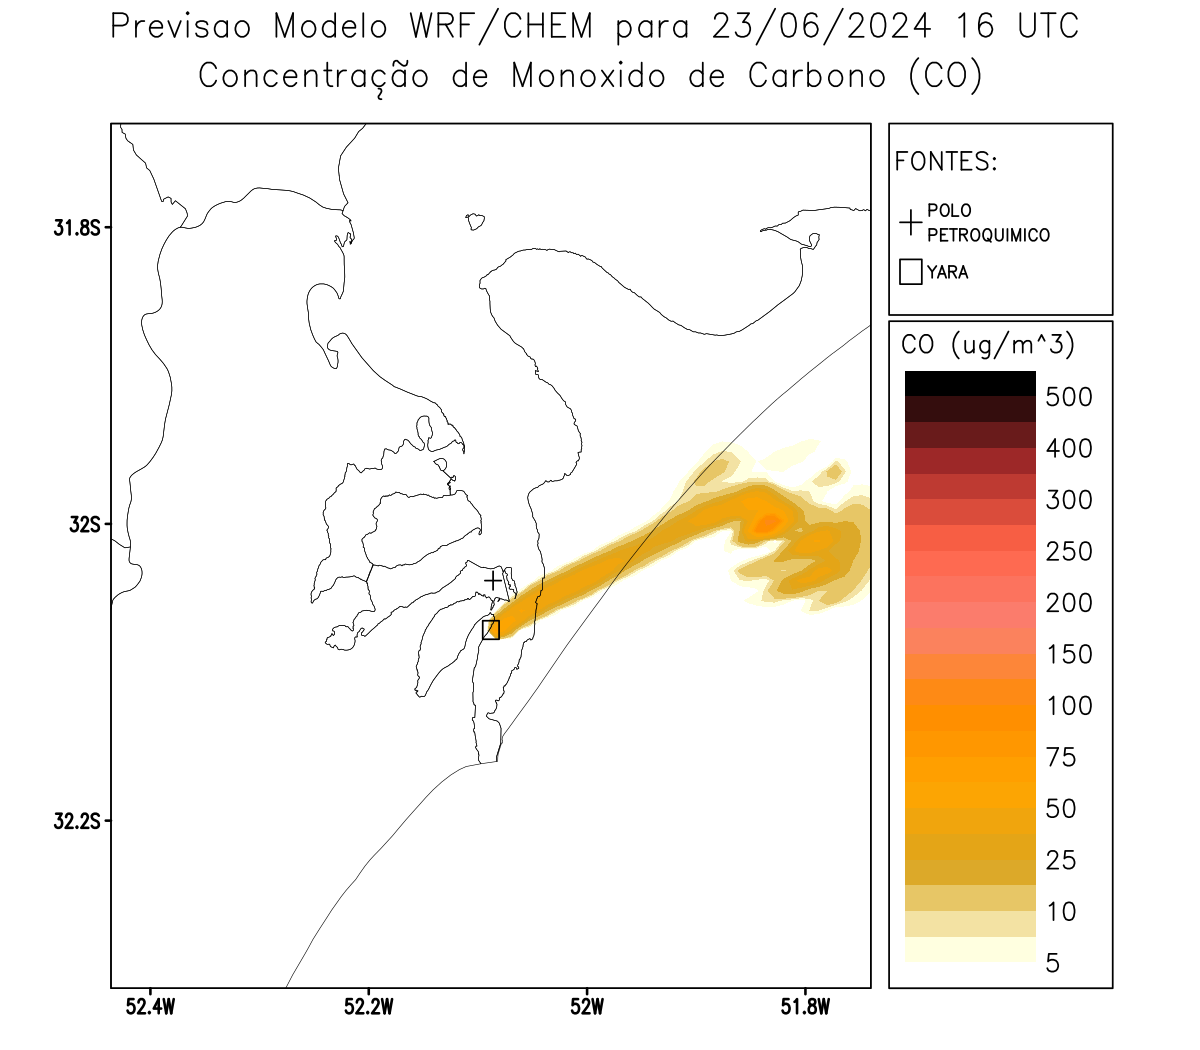 Previsao Modelo WRF/CHEM para 23/06/2024 16 UTC
Concentração de Monoxido de Carbono (CO)
FONTES:
POLO
PETROQUIMICO
YARA
CO (ug/m^3)
500
400
300
250
200
150
100
75
50
25
10
5
31.8S
32S
32.2S
52.4W
52.2W
52W
51.8W